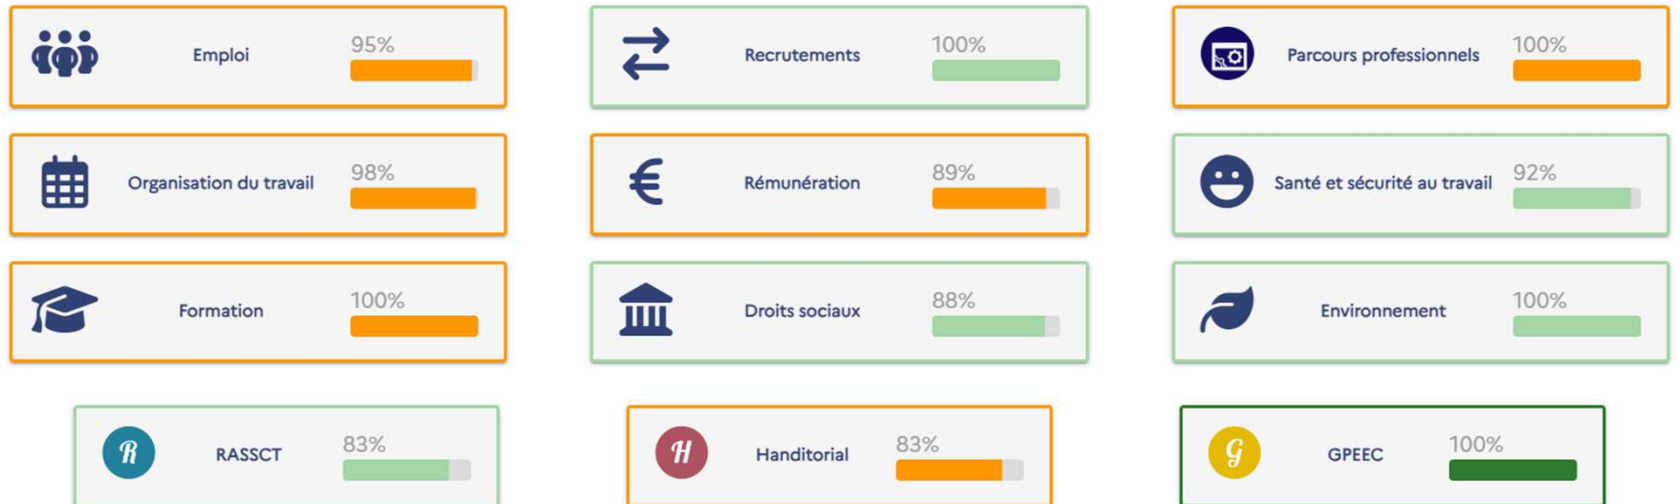 Emploi 95%
Recrutements 100%
Parcours professionnels 100%
Organisation du travail 98%
Rémunération 89%
Santé et sécurité au travail 92%
Formation 100%
Droits sociaux 88%
Environnement 100%
R RASSCT 83%
H Handitorial 83%
G GPEEC 100%